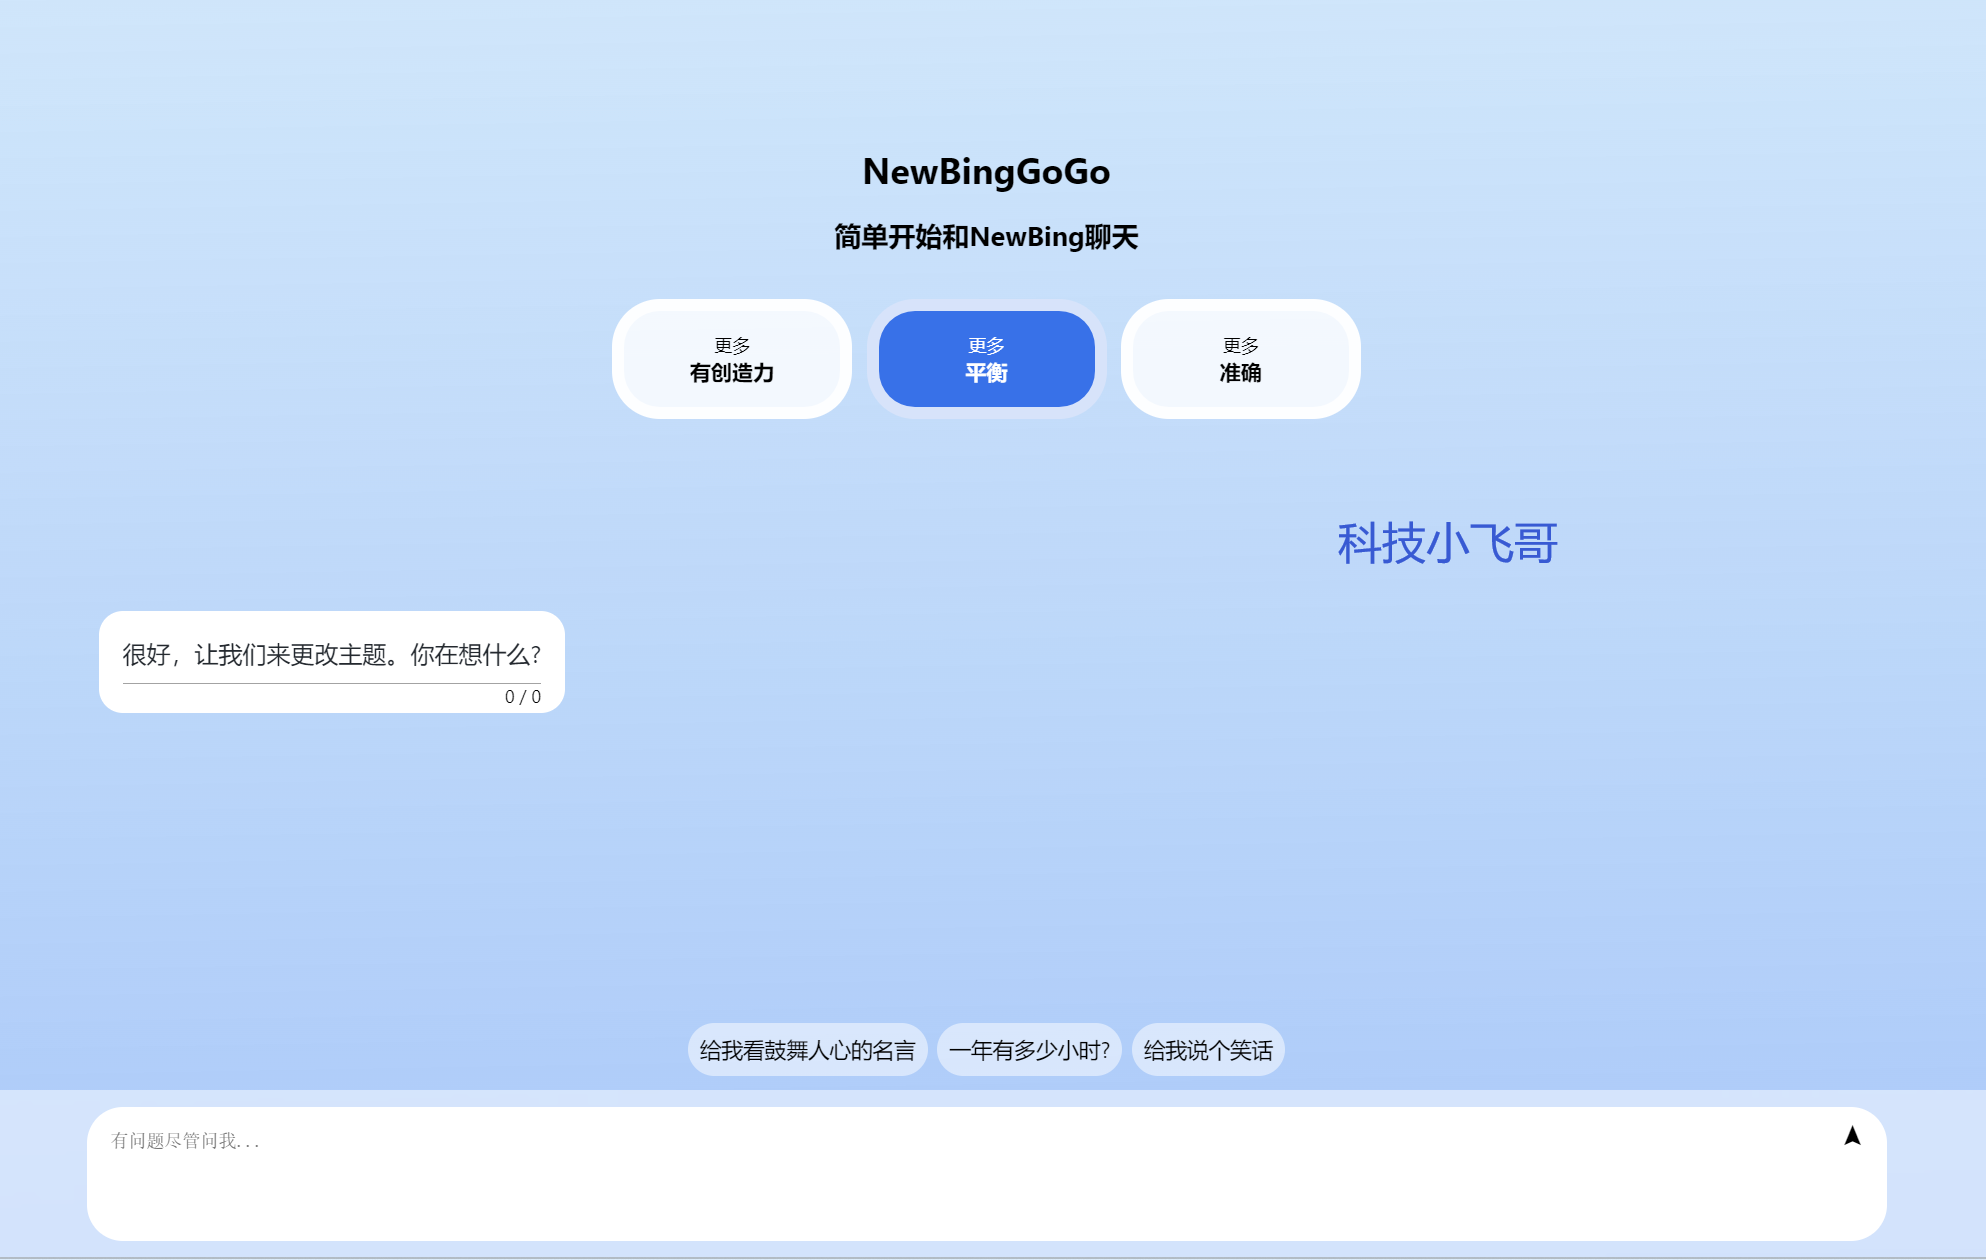 NewBingGoGo
简单开始和NewBing聊天
更多
有创造力
更多
平衡
更多
准确
科技小飞哥
很好，让我们来更改主题。你在想什么?
0 / 0
给我看鼓舞人心的名言
一年有多少小时?
给我说个笑话
有问题尽管问我...